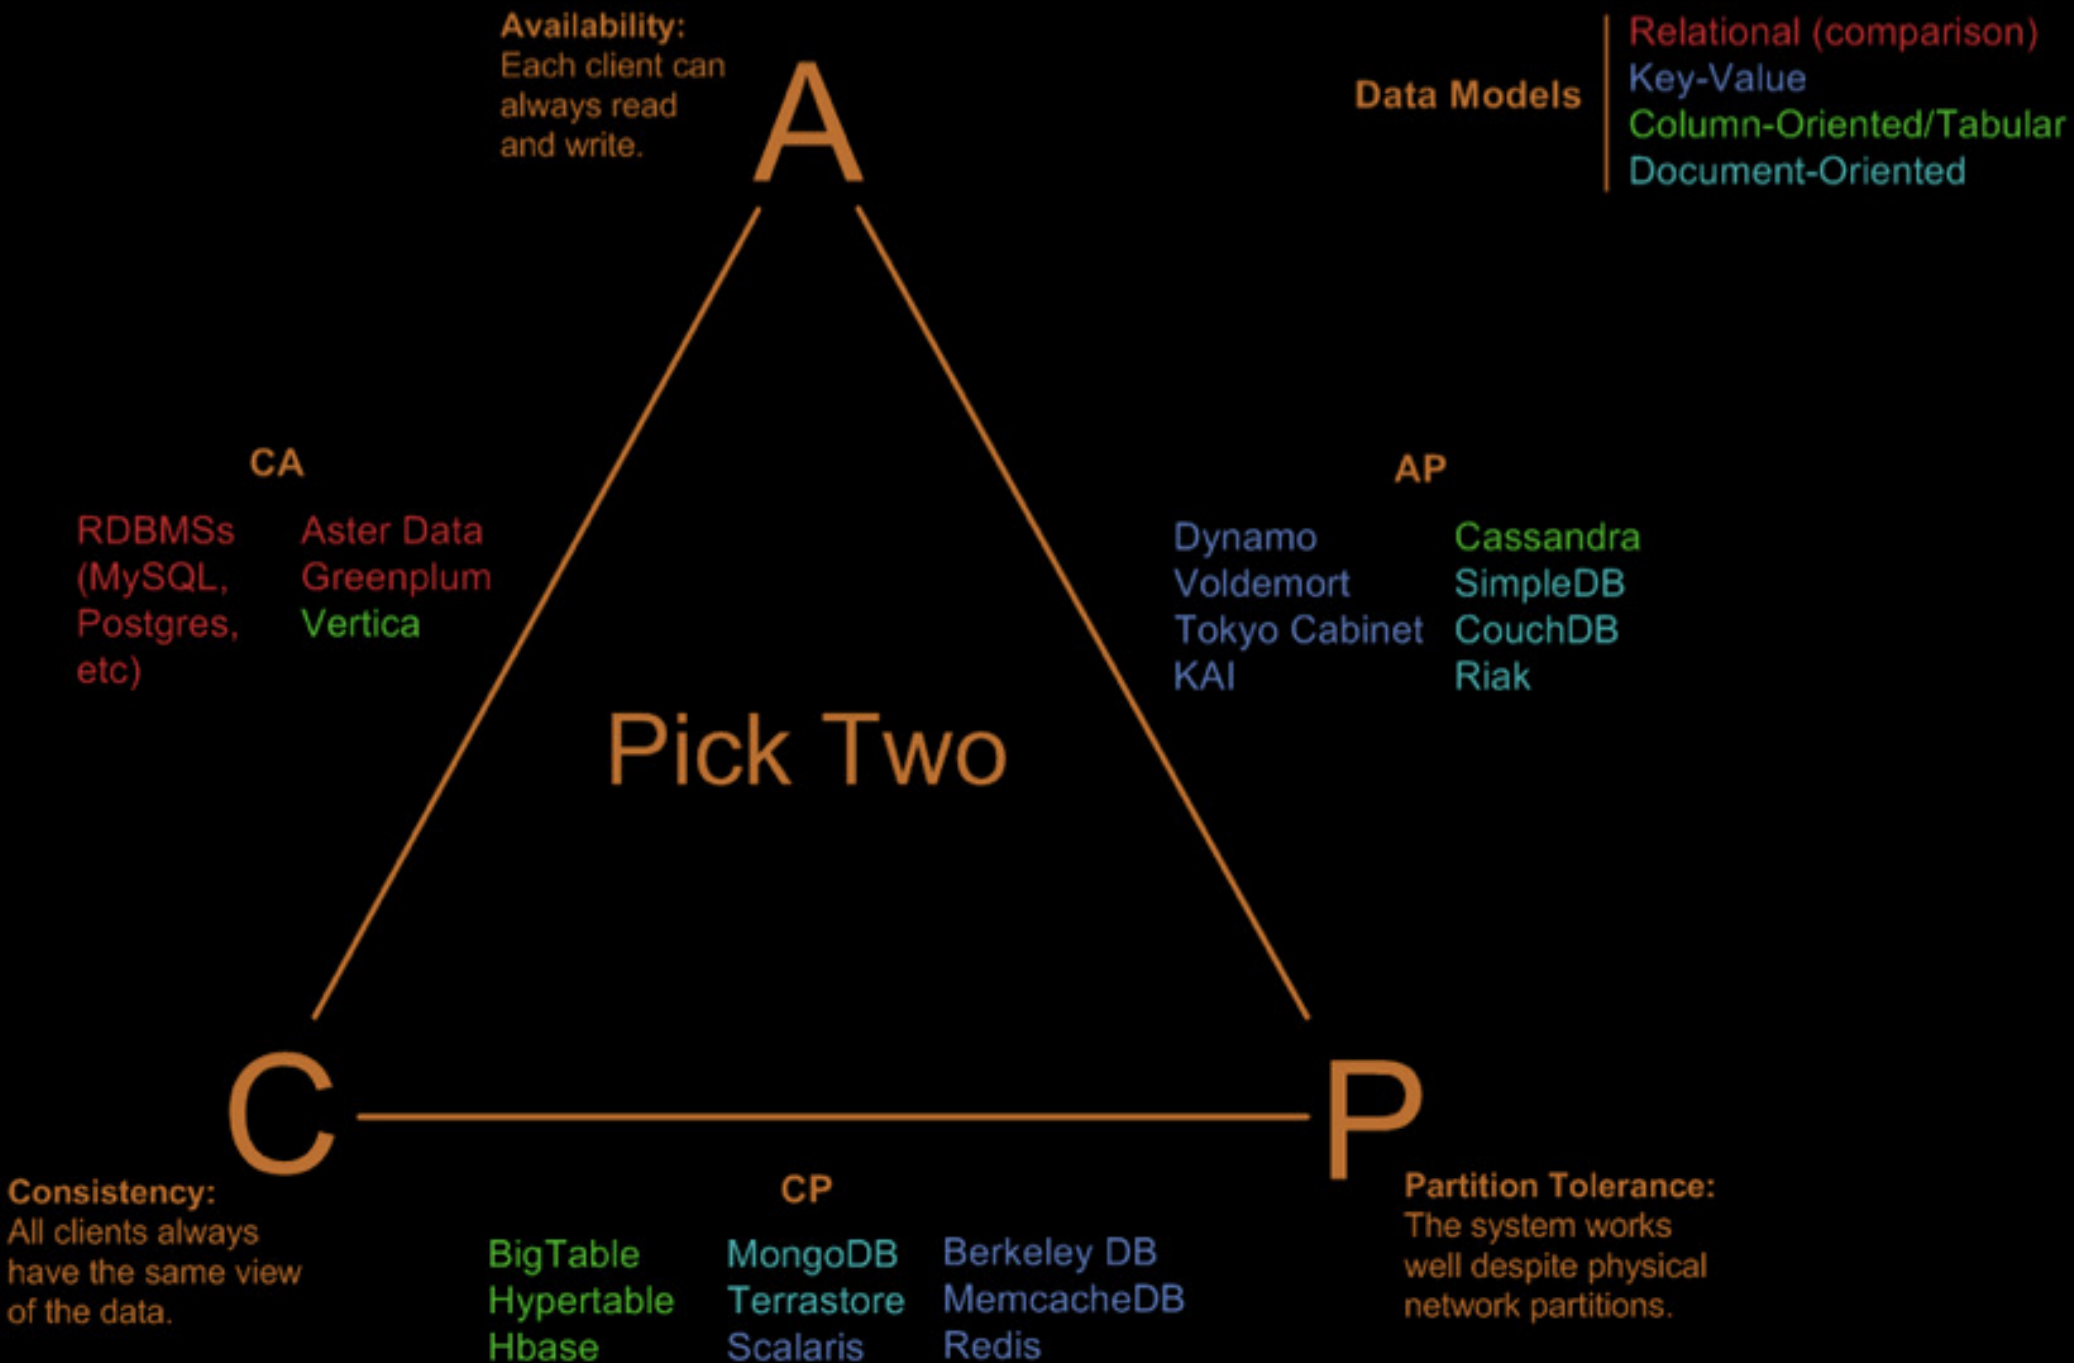 Availability:
Each client can
always read
and write.
A
Data Models
Relational (comparison)
Key-Value
Column-Oriented/Tabular
Document-Oriented
CA
RDBMSs
(MySQL,
Postgres,
etc)
Aster Data
Greenplum
Vertica
AP
Dynamo
Voldemort
Tokyo Cabinet
KAI
Cassandra
SimpleDB
CouchDB
Riak
Pick Two
C
Consistency:
All clients always
have the same view
of the data.
CP
BigTable
Hypertable
Hbase
MongoDB
Terrastore
Scalaris
Berkeley DB
MemcacheDB
Redis
P
Partition Tolerance:
The system works
well despite physical
network partitions.